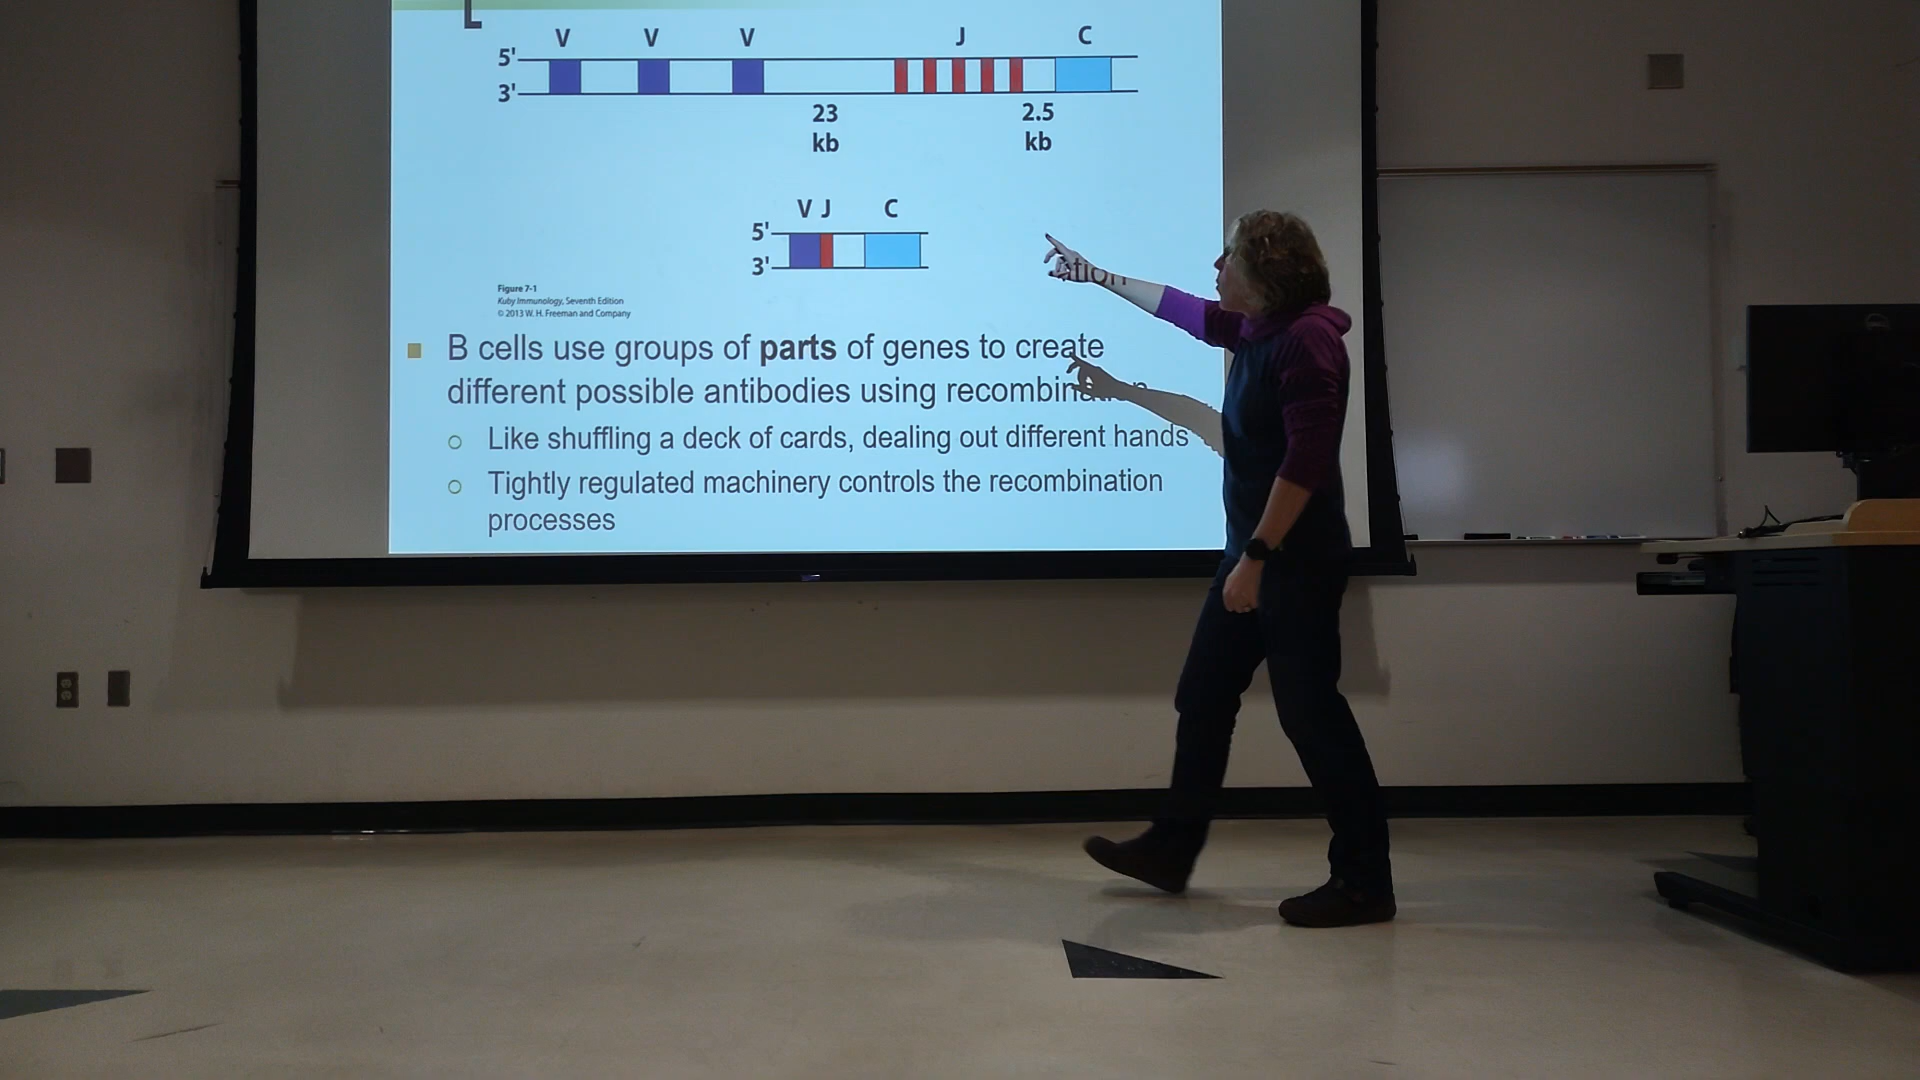 V V V J C
5'
3'
23 2.5
kb kb
V J C
5'
3'
Figure 7-1
Kuby Immunology, Seventh Edition
© 2013 W. H. Freeman and Company
B cells use groups of parts of genes to create
different possible antibodies using recombination
Like shuffling a deck of cards, dealing out different hands
Tightly regulated machinery controls the recombination
processes